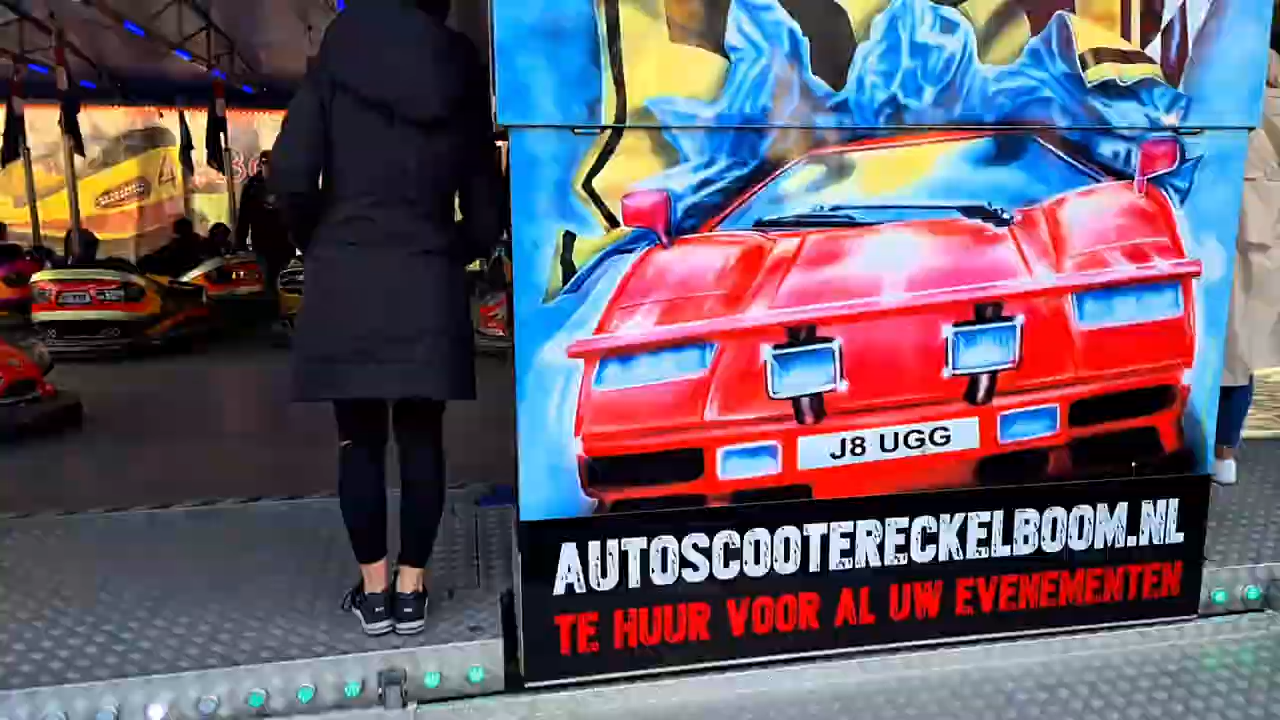 J8 UGG
AUTOSCOOTERECKELBOOM.NL
TE HUUR VOOR AL UW EVENEMENTEN